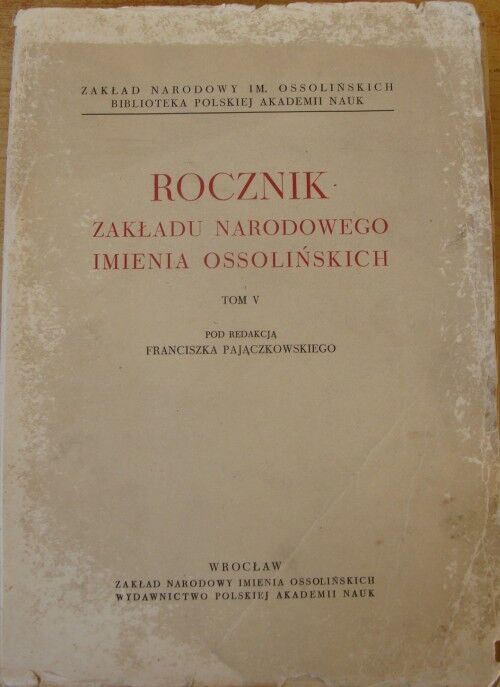 ZAKŁAD NARODOWY IM. OSSOLIŃSKICH
BIBLIOTEKA POLSKIEJ AKADEMII NAUK
ROCZNIK
ZAKŁADU NARODOWEGO
IMIENIA OSSOLIŃSKICH
TOM V
POD REDAKCJĄ
FRANCISZKA PAJĄCZKOWSKIEGO
WROCŁAW
ZAKŁAD NARODOWY IMIENIA OSSOLIŃSKICH
WYDAWNICTWO POLSKIEJ AKADEMII NAUK